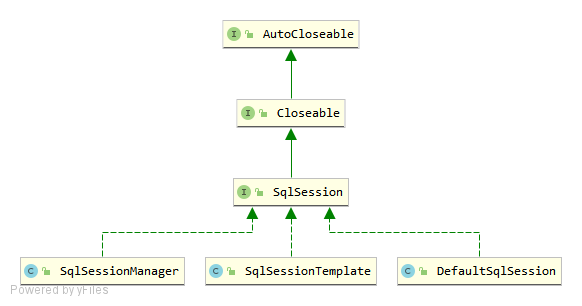 I AutoCloseable
I Closeable
I SqlSession
C SqlSessionManager
C SqlSessionTemplate
C DefaultSqlSession
Powered by yFiles